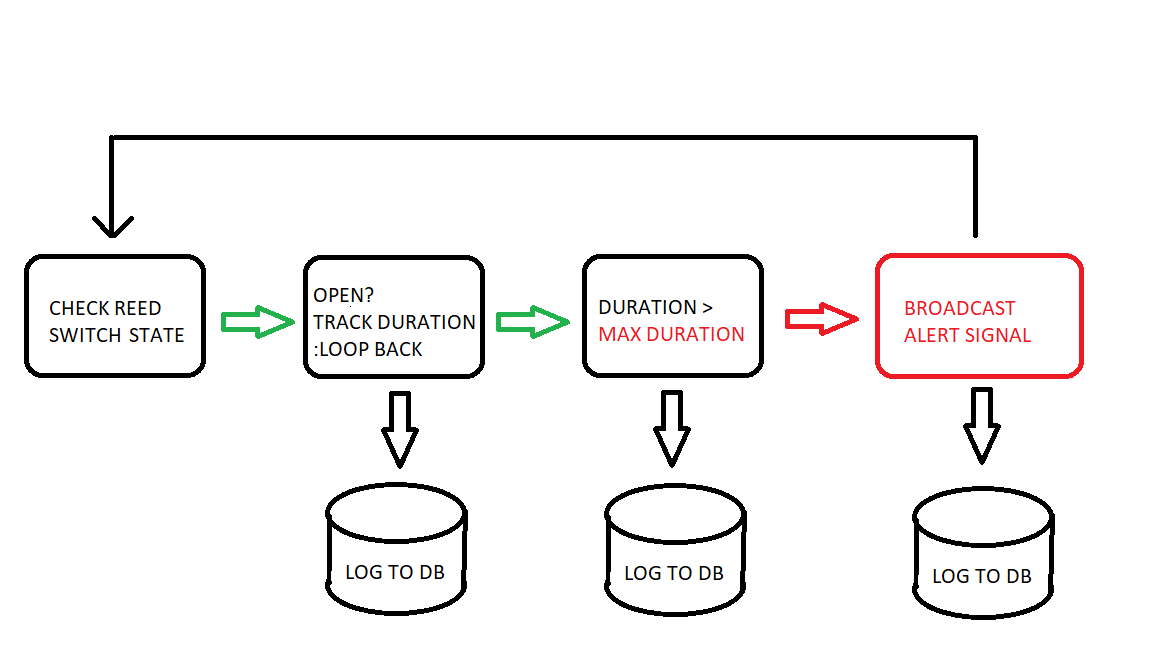 CHECK REED
SWITCH STATE
OPEN?
TRACK DURATION
:LOOP BACK
DURATION >
MAX DURATION
BROADCAST
ALERT SIGNAL
LOG TO DB
LOG TO DB
LOG TO DB